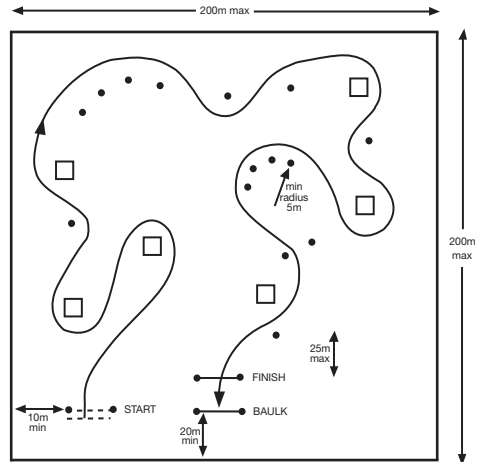 200m max
min
radius
5m
200m
max
25m
max
FINISH
START
BAULK
10m
min
20m
min